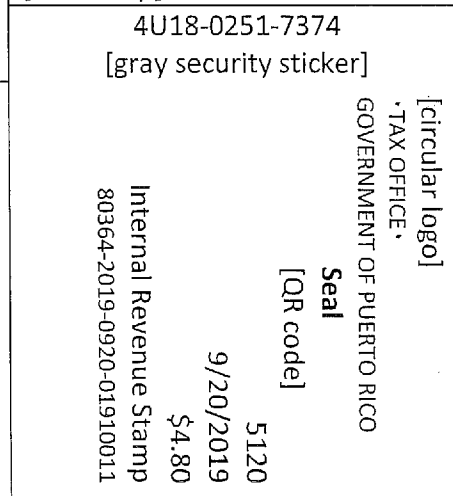 4U18-0251-7374
[gray security sticker]
[circular logo]
·TAX OFFICE·
GOVERNMENT OF PUERTO RICO
Seal
[QR code]
5120
9/20/2019
$4.80
Internal Revenue Stamp
80364-2019-0920-01910011